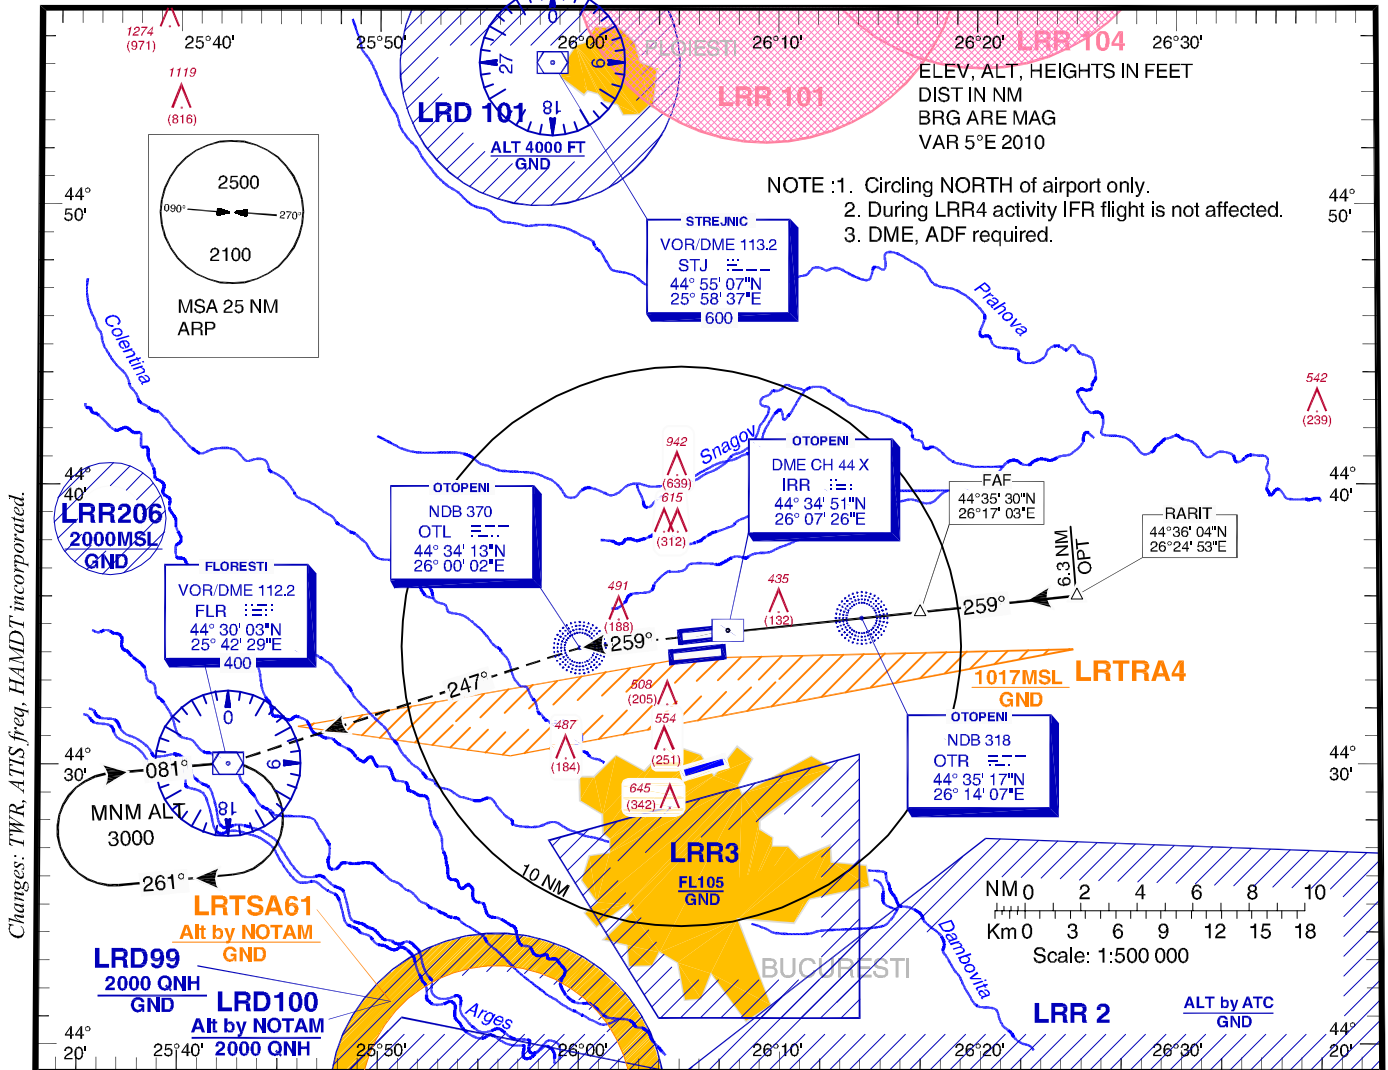 1274
(971)
25°40'
25°50'
26°00'
26°10'
26°20'
26°30'
1119
(816)
0
27
9
18
PLOIESTI
LRD 101
ALT 4000 FT
GND
LRR 101
LRR 104
ELEV, ALT, HEIGHTS IN FEET
DIST IN NM
BRG ARE MAG
VAR 5°E 2010
NOTE :1. Circling NORTH of airport only.
2. During LRR4 activity IFR flight is not affected.
3. DME, ADF required.
2500
090°
270°
2100
MSA 25 NM
ARP
44°
50'
44°
50'
STREJNIC
VOR/DME 113.2
STJ
44° 55' 07"N
25° 58' 37"E
600
Colentina
Prahova
Snagov
542
(239)
942
(639)
615
(312)
OTOPENI
DME CH 44 X
IRR
44° 34' 51"N
26° 07' 26"E
OTOPENI
NDB 370
OTL
44° 34' 13"N
26° 00' 02"E
FAF
44°35' 30"N
26°17' 03"E
RARIT
44°36' 04"N
26°24' 53"E
6.3 NM
OPT
44°
40'
44°
40'
LRR206
2000MSL
GND
FLORESTI
VOR/DME 112.2
FLR
44° 30' 03"N
25° 42' 29"E
400
491
(188)
435
(132)
259°
259°
247°
LRTRA4
1017MSL
GND
508
(205)
487
(184)
554
(251)
645
(342)
OTOPENI
NDB 318
OTR
44° 35' 17"N
26° 14' 07"E
0
9
18
44°
30'
44°
30'
081°
MNM ALT
3000
261°
10 NM
LRR3
FL105
GND
LRTSA61
Alt by NOTAM
GND
LRD99
2000 QNH
GND
LRD100
Alt by NOTAM
2000 QNH
Arges
BUCURESTI
Dambovita
NM 0 2 4 6 8 10
Km 0 3 6 9 12 15 18
Scale: 1:500 000
LRR 2
ALT by ATC
GND
44°
20'
44°
20'
25°40'
25°50'
26°00'
26°10'
26°20'
26°30'
Changes: TWR, ATIS freq, HAMDT incorporated.